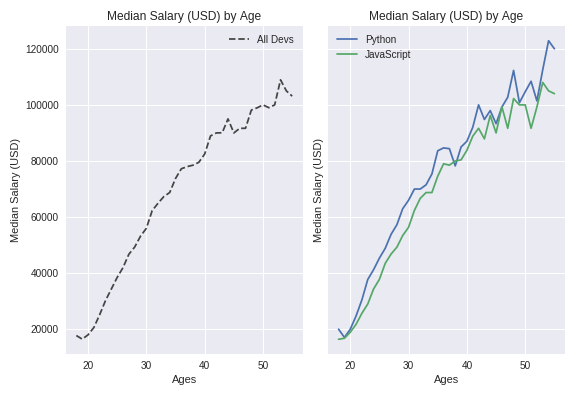 Median Salary (USD) by Age
Median Salary (USD) by Age
All Devs
Python
JavaScript
Median Salary (USD)
120000
100000
80000
60000
40000
20000
Median Salary (USD)
20
30
40
50
20
30
40
50
Ages
Ages